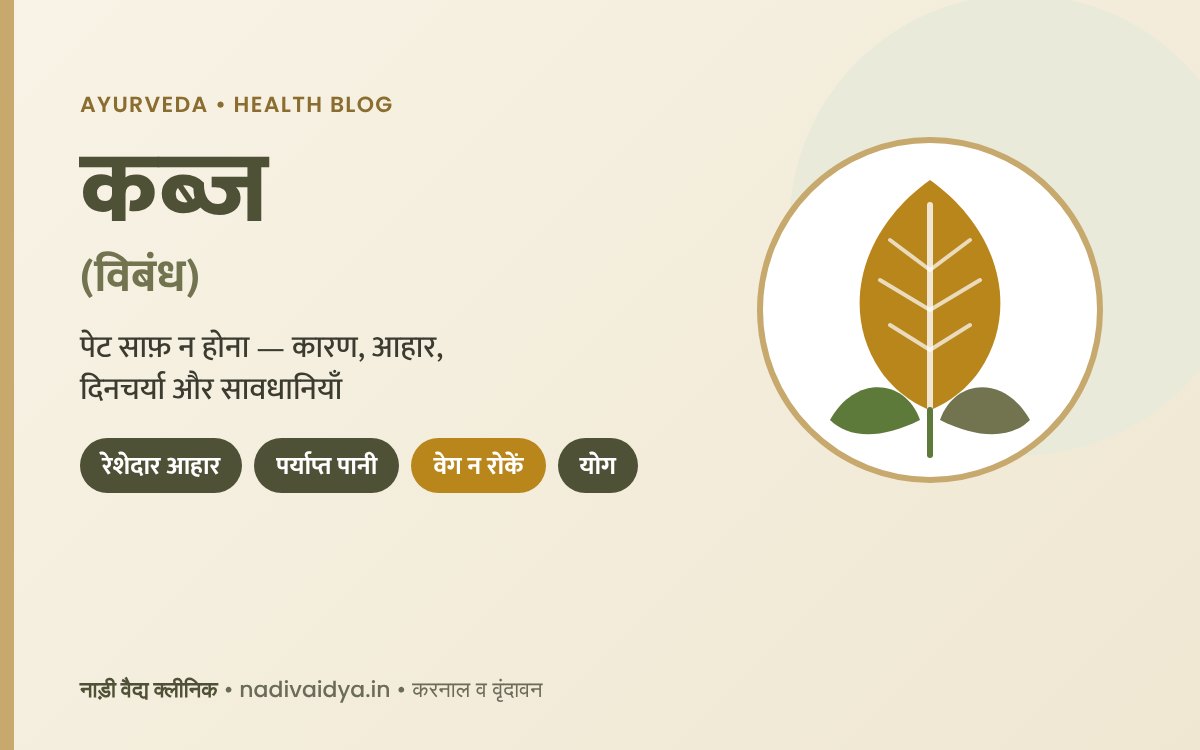 AYURVEDA • HEALTH BLOG
कब्ज
(विबंध)
पेट साफ़ न होना — कारण, आहार,
दिनचर्या और सावधानियाँ
रेशेदार आहार पर्याप्त पानी वेग न रोकें योग
नाड़ी वैद्य क्लीनिक • nadivaidya.in • करनाल व वृंदावन